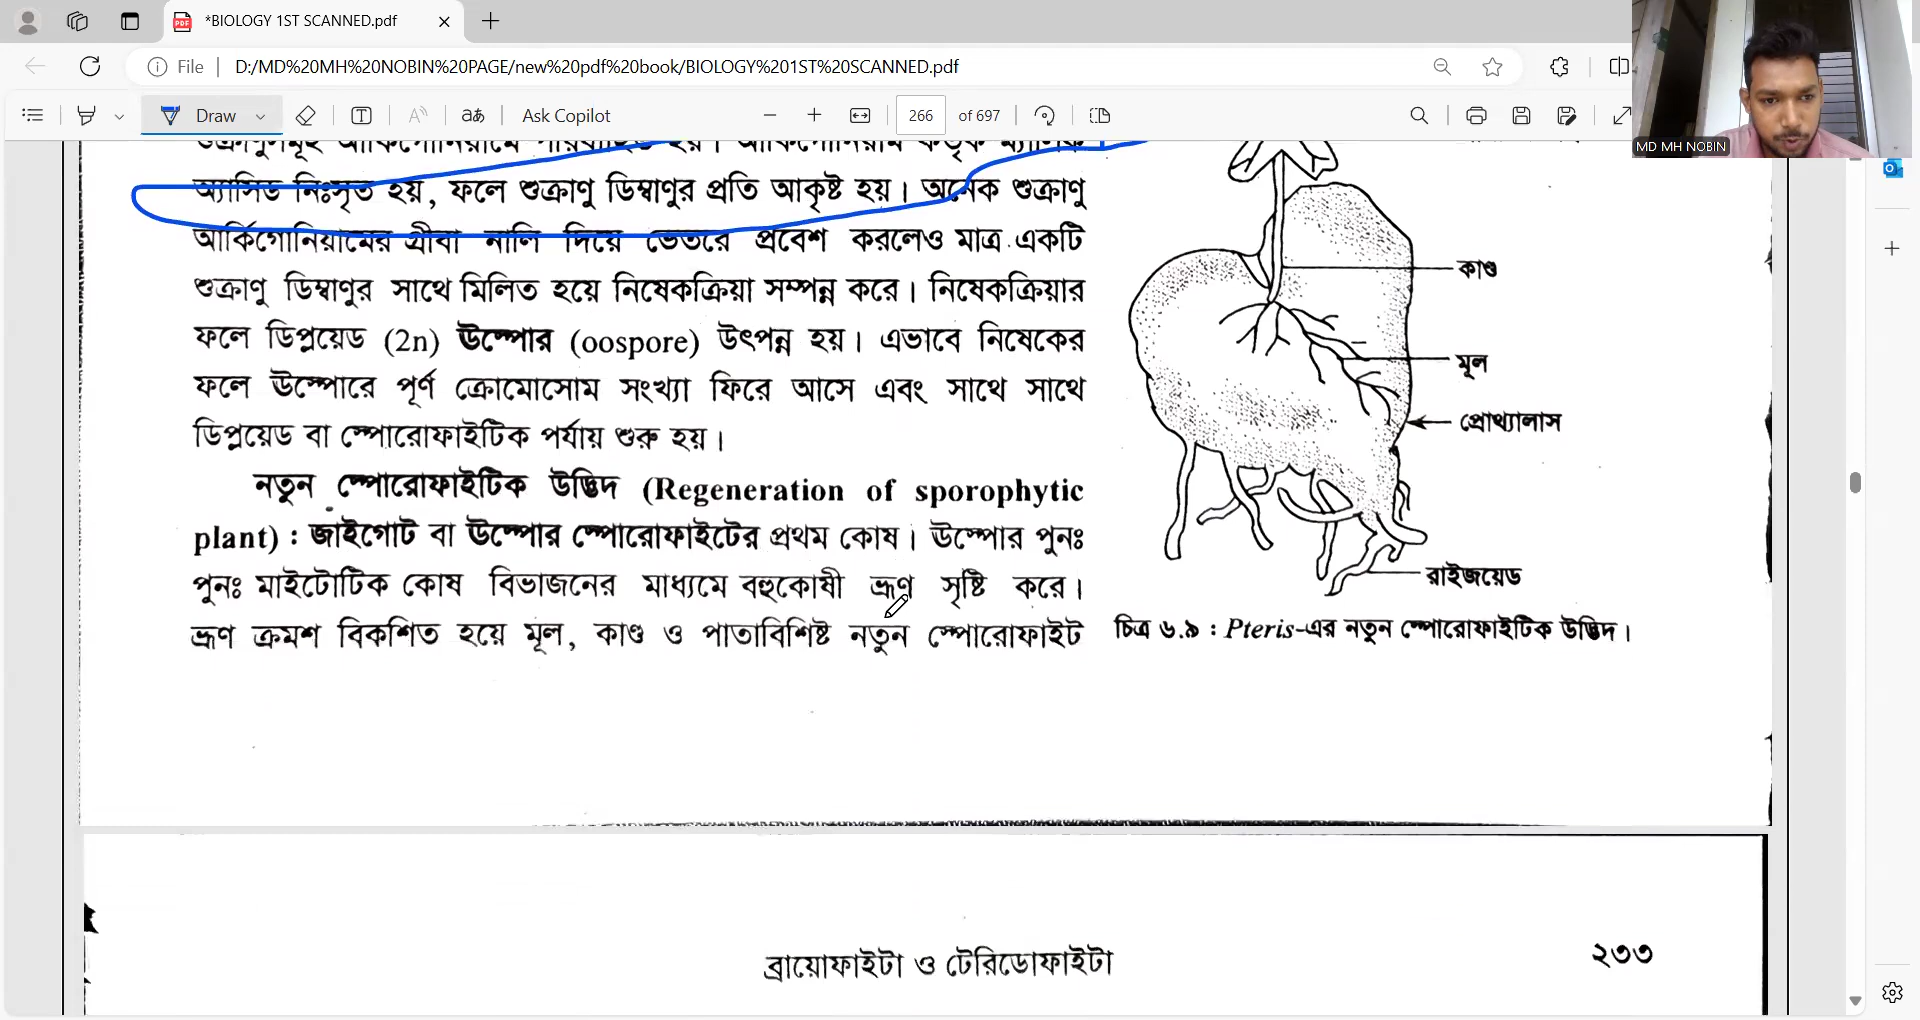 *BIOLOGY 1ST SCANNED.pdf
File
D:/MD%20MH%20NOBIN%20PAGE/new%20pdf%20book/BIOLOGY%201ST%20SCANNED.pdf
Draw
Ask Copilot
266 of 697
MD MH NOBIN
অ্যাসিড নিঃসৃত হয়, ফলে শুক্রাণু ডিম্বাণুর প্রতি আকৃষ্ট হয়। অনেক শুক্রাণু
আর্কিগোনিয়ামের গ্রীবা নালি দিয়ে ভেতরে প্রবেশ করলেও মাত্র একটি
শুক্রাণু ডিম্বাণুর সাথে মিলিত হয়ে নিষেকক্রিয়া সম্পন্ন করে। নিষেকক্রিয়ার
ফলে ডিপ্লয়েড (2n) ঊস্পোর (oospore) উৎপন্ন হয়। এভাবে নিষেকের
ফলে ঊস্পোরে পূর্ণ ক্রোমোসোম সংখ্যা ফিরে আসে এবং সাথে সাথে
ডিপ্লয়েড বা স্পোরোফাইটিক পর্যায় শুরু হয়।
নতুন স্পোরোফাইটিক উদ্ভিদ (Regeneration of sporophytic
plant) : জাইগোট বা ঊস্পোর স্পোরোফাইটের প্রথম কোষ। ঊস্পোর পুনঃ
পুনঃ মাইটোটিক কোষ বিভাজনের মাধ্যমে বহুকোষী ভ্রূণ সৃষ্টি করে।
ভ্রূণ ক্রমশ বিকশিত হয়ে মূল, কাণ্ড ও পাতাবিশিষ্ট নতুন স্পোরোফাইট
কাণ্ড
মূল
প্রোথ্যালাস
রাইজয়েড
চিত্র ৬.৯ : Pteris-এর নতুন স্পোরোফাইটিক উদ্ভিদ।
ব্রায়োফাইটা ও টেরিডোফাইটা
২৩৩